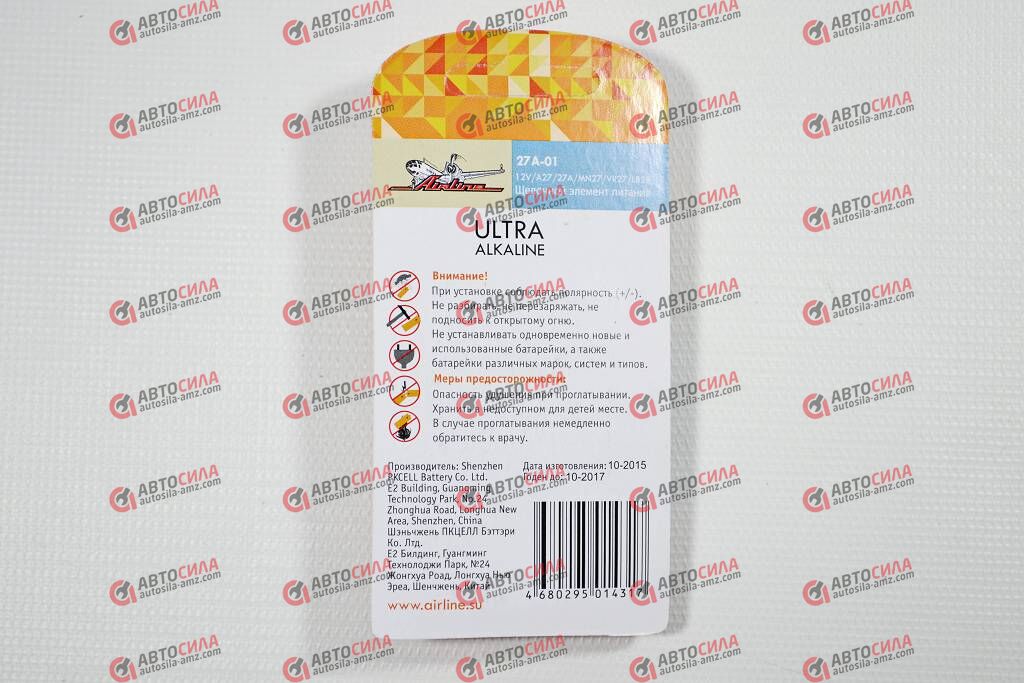 Airline
27A-01
12V/A27/27A/MN27/VR27/L828
элемент питания
ULTRA
ALKALINE
Внимание!
При установке соблюдать полярность (+/-).
Не разбирать, не перезаряжать, не
подносить к открытому огню.
Не устанавливать одновременно новые и
использованные батарейки, а также
батарейки различных марок, систем и типов.
Меры предосторожности:
Опасность удушения при проглатывании.
Хранить в недоступном для детей месте.
В случае проглатывания немедленно
обратитесь к врачу.
Производитель: Shenzhen
PKCELL Battery Co. Ltd.
E2 Building, Guangming
Technology Park, No.24
Zhonghua Road, Longhua New
Area, Shenzhen, China
Шэньчжень ПКЦЕЛЛ Бэттэри
Ко. Лтд.
Е2 Билдинг, Гуангминг
Технолоджи Парк, №24
Жонгхуа Роад, Лонгхуа Нью
Эреа, Шенчжень, Китай
www.airline.su
Дата изготовления: 10-2015
Годен до: 10-2017
4 680295 014317
АВТОСИЛА
autosila-amz.com